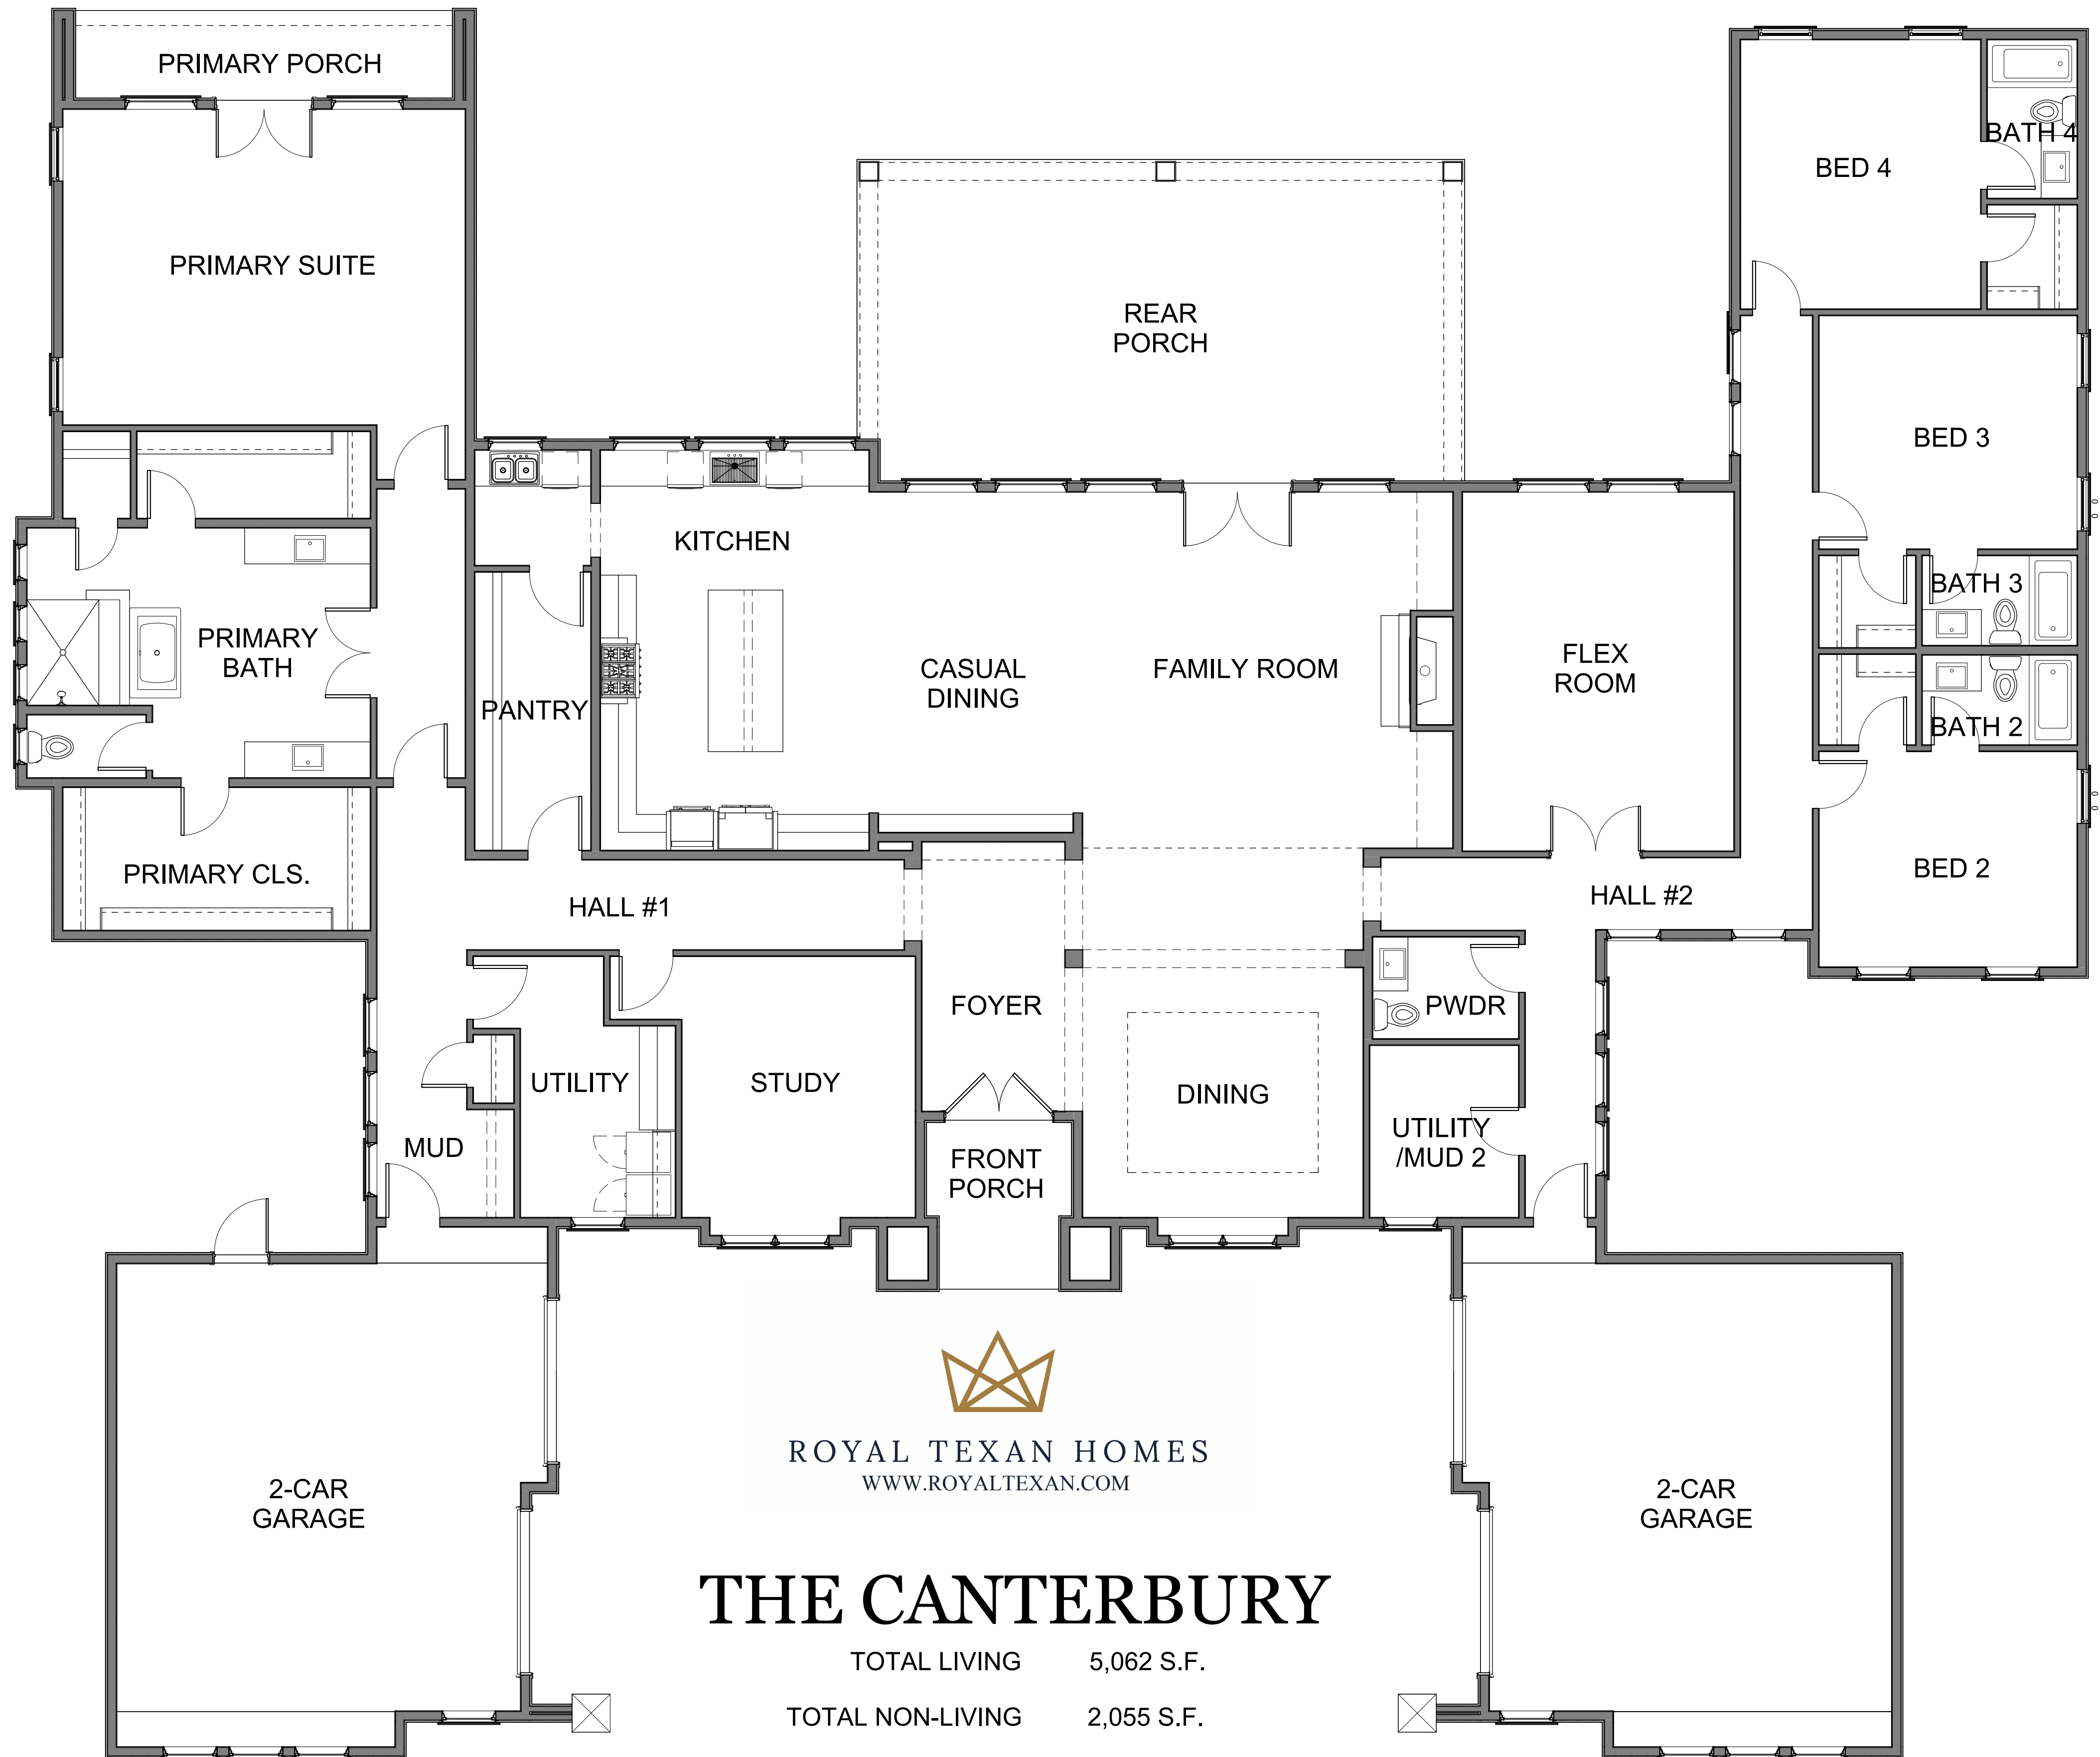 PRIMARY PORCH
BATH 4
BED 4
PRIMARY SUITE
REAR
PORCH
BED 3
KITCHEN
BATH 3
PRIMARY
BATH
CASUAL
DINING
FAMILY ROOM
FLEX
ROOM
PANTRY
BATH 2
PRIMARY CLS.
BED 2
HALL #1
HALL #2
FOYER
PWDR
UTILITY
STUDY
DINING
MUD
UTILITY
/MUD 2
FRONT
PORCH
ROYAL TEXAN HOMES
WWW.ROYALTEXAN.COM
2-CAR
GARAGE
2-CAR
GARAGE
THE CANTERBURY
TOTAL LIVING 5,062 S.F.
TOTAL NON-LIVING 2,055 S.F.